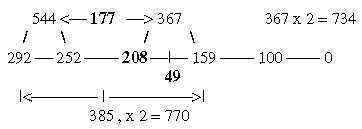 544 <— 177 —> 367 367 x 2 = 734
292 — 252 —— 208 —|— 159 —— 100 —— 0
49
|<————|————>|
385 , x 2 = 770